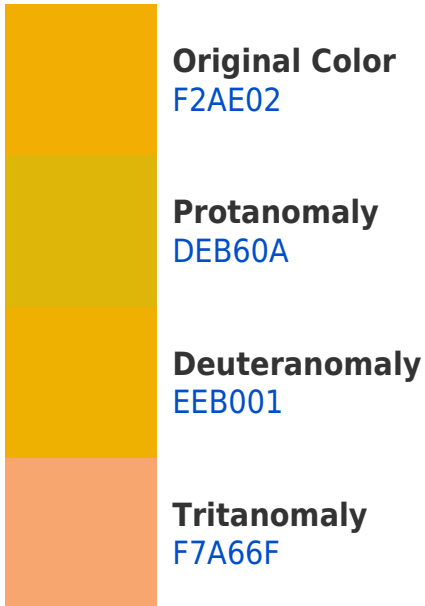 Original Color
F2AE02
Protanomaly
DEB60A
Deuteranomaly
EEB001
Tritanomaly
F7A66F